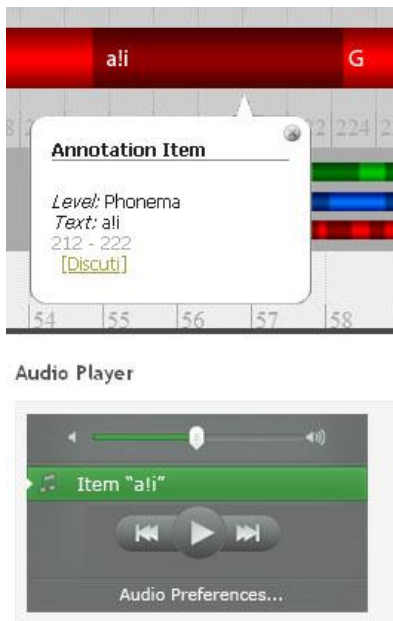 a!i G
224
Annotation Item
Level: Phonema
Text: a!i
212 - 222
[Discuti]
54 55 56 57 58
Audio Player
Item "a!i"
Audio Preferences...